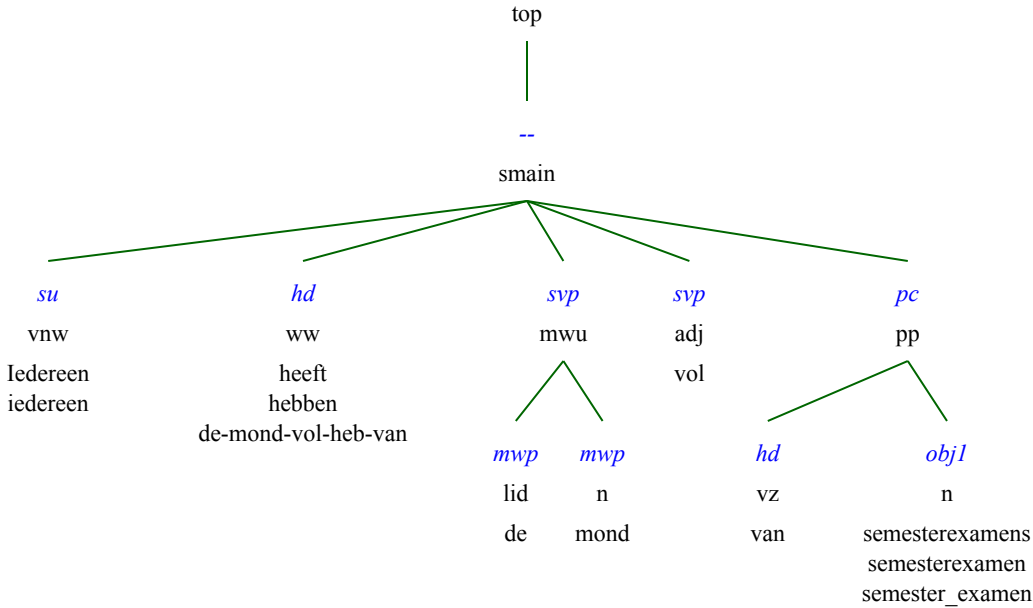 top
--
smain
su hd svp svp pc
vnw ww mwu adj pp
Iedereen heeft vol
iedereen hebben
de-mond-vol-heb-van
mwp mwp hd obj1
lid n vz n
de mond van semesterexamens
semesterexamen
semester_examen